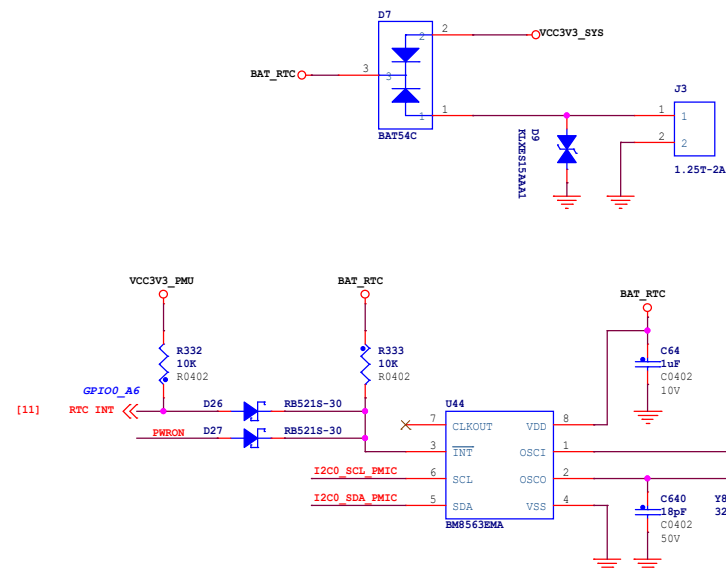 D7
2
VCC3V3_SYS
2
BAT_RTC
3
3
J3
1
1
1
1
BAT54C
D9
KLXES15AAA1
2
2
1.25T-2A
VCC3V3_PMU
BAT_RTC
BAT_RTC
R332
10K
R0402
R333
10K
R0402
C64
1uF
C0402
10V
GPIO0_A6
[11]
RTC INT
D26
RB521S-30
U44
D27
RB521S-30
PWRON
7
CLKOUT
VDD
8
3
INT
OSCI
1
I2C0_SCL_PMIC
6
SCL
OSCO
2
I2C0_SDA_PMIC
5
SDA
VSS
4
BM8563EMA
C640
18pF
C0402
50V
Y8
32